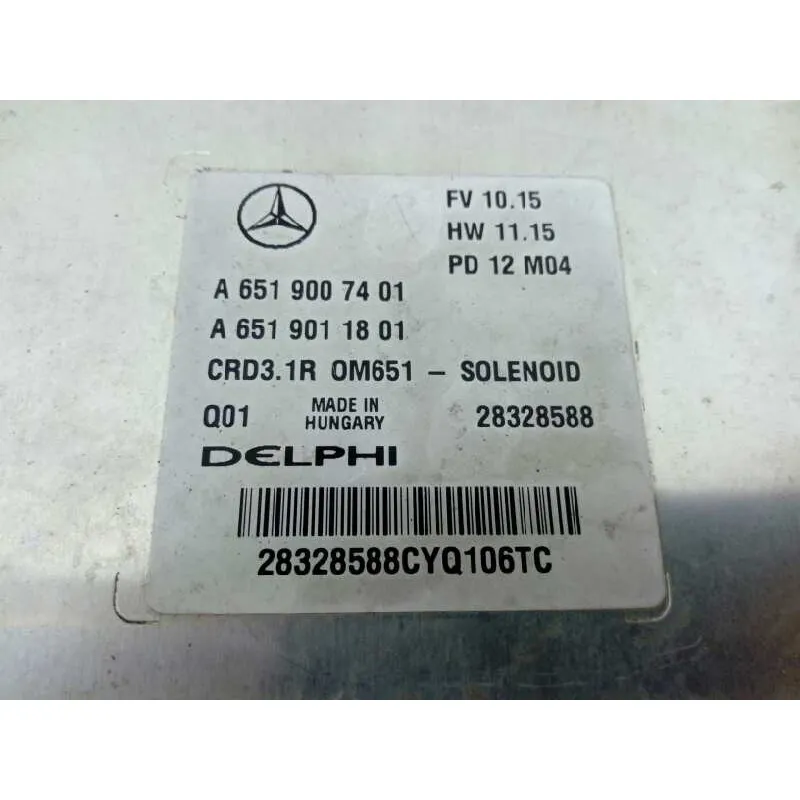 FV 10.15
HW 11.15
PD 12 M04
A 651 900 74 01
A 651 901 18 01
CRD3.1R OM651 – SOLENOID
Q01 MADE IN HUNGARY 28328588
DELPHI
28328588CYQ106TC